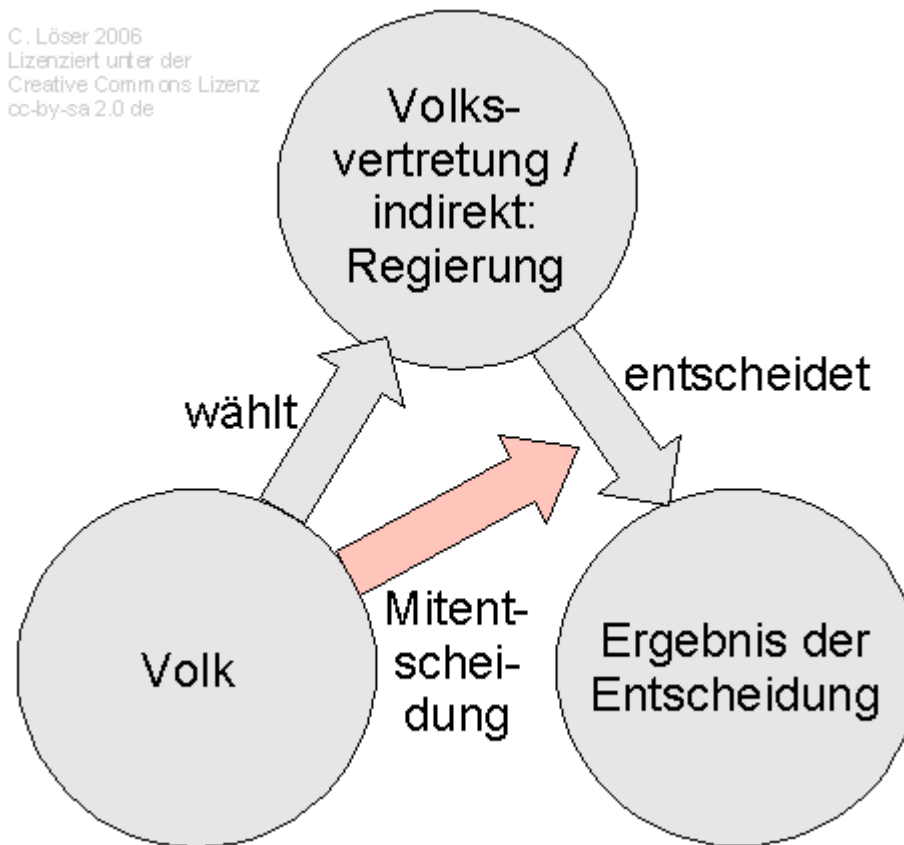 C. Löser 2006
Lizenziert unter der
Creative Commons Lizenz
cc-by-sa 2.0 de
Volks-
vertretung /
indirekt:
Regierung
wählt
entscheidet
Mitent-
schei-
dung
Volk
Ergebnis der
Entscheidung